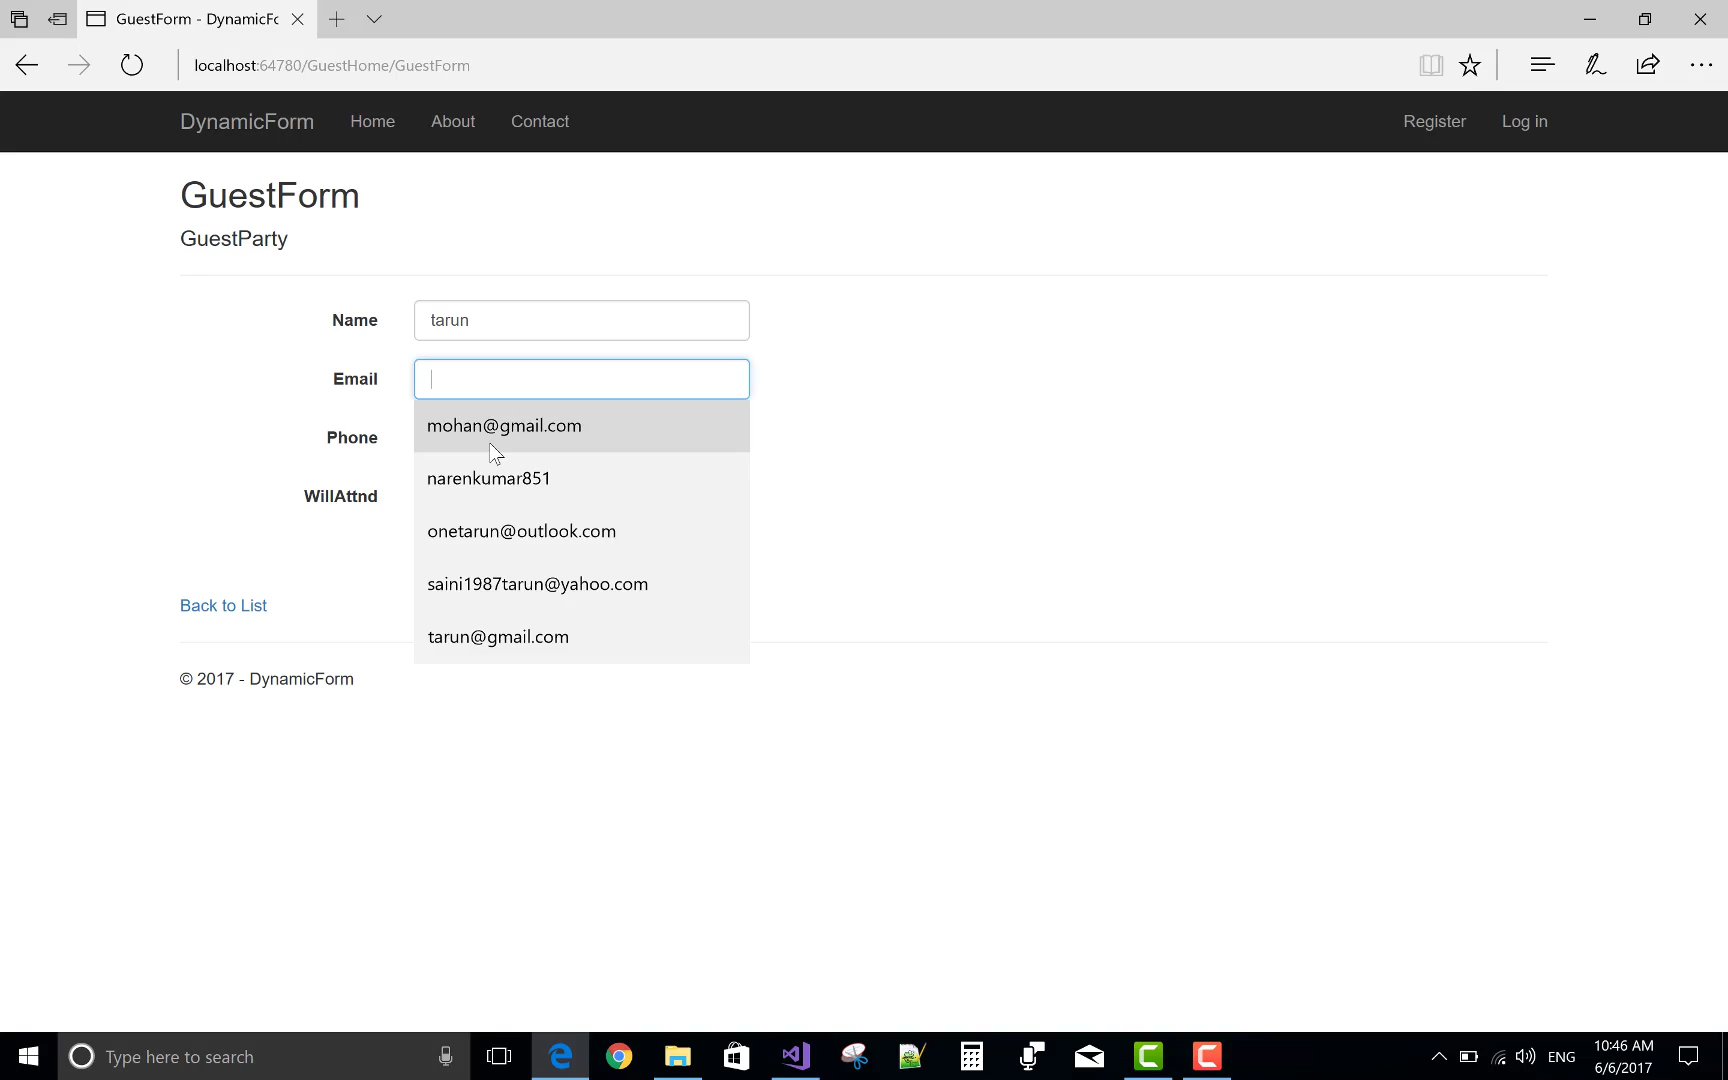 GuestForm - DynamicFc
localhost:64780/GuestHome/GuestForm
DynamicForm Home About Contact Register Log in
GuestForm
GuestParty
Name tarun
Email
mohan@gmail.com
Phone
narenkumar851
WillAttnd
onetarun@outlook.com
saini1987tarun@yahoo.com
Back to List
tarun@gmail.com
© 2017 - DynamicForm
Type here to search
ENG
10:46 AM
6/6/2017